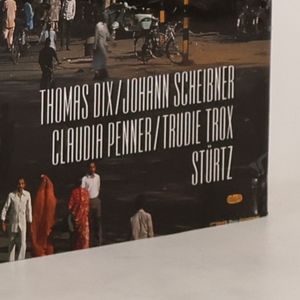 THOMAS DIX/JOHANN SCHEIBNER
CLAUDIA PENNER/TRUDIE TROX
STÜRTZ